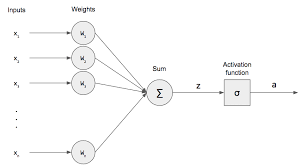 Inputs
Weights
x₁
W₁
x₂
W₂
Sum
Activation
function
x₃
W₃
Σ
z
σ
a
.
.
.
xₙ
Wₙ